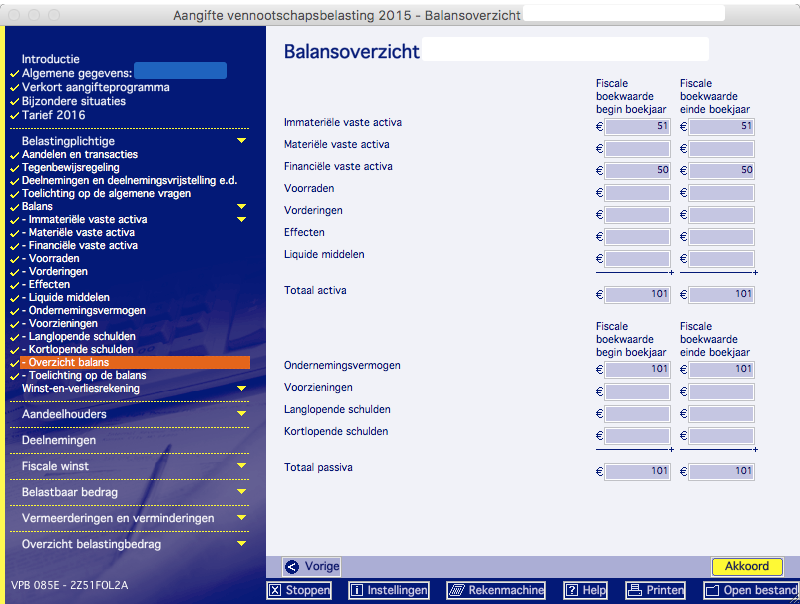 Aangifte vennootschapsbelasting 2015 - Balansoverzicht
Introductie
Algemene gegevens:
Verkort aangifteprogramma
Bijzondere situaties
Tarief 2016
Belastingplichtige
Aandelen en transacties
Tegenbewijsregeling
Deelnemingen en deelnemingsvrijstelling e.d.
Toelichting op de algemene vragen
Balans
- Immateriële vaste activa
- Materiële vaste activa
- Financiële vaste activa
- Voorraden
- Vorderingen
- Effecten
- Liquide middelen
- Ondernemingsvermogen
- Voorzieningen
- Langlopende schulden
- Kortlopende schulden
- Overzicht balans
- Toelichting op de balans
Winst-en-verliesrekening
Aandeelhouders
Deelnemingen
Fiscale winst
Belastbaar bedrag
Vermeerderingen en verminderingen
Overzicht belastingbedrag
VPB 085E - 2Z51FOL2A
Balansoverzicht
Fiscale boekwaarde begin boekjaar
Fiscale boekwaarde einde boekjaar
Immateriële vaste activa € 51 € 51
Materiële vaste activa € €
Financiële vaste activa € 50 € 50
Voorraden € €
Vorderingen € €
Effecten € €
Liquide middelen € €
+ +
Totaal activa € 101 € 101
Fiscale boekwaarde begin boekjaar
Fiscale boekwaarde einde boekjaar
Ondernemingsvermogen € 101 € 101
Voorzieningen € €
Langlopende schulden € €
Kortlopende schulden € €
+ +
Totaal passiva € 101 € 101
Vorige
Akkoord
Stoppen
Instellingen
Rekenmachine
Help
Printen
Open bestand